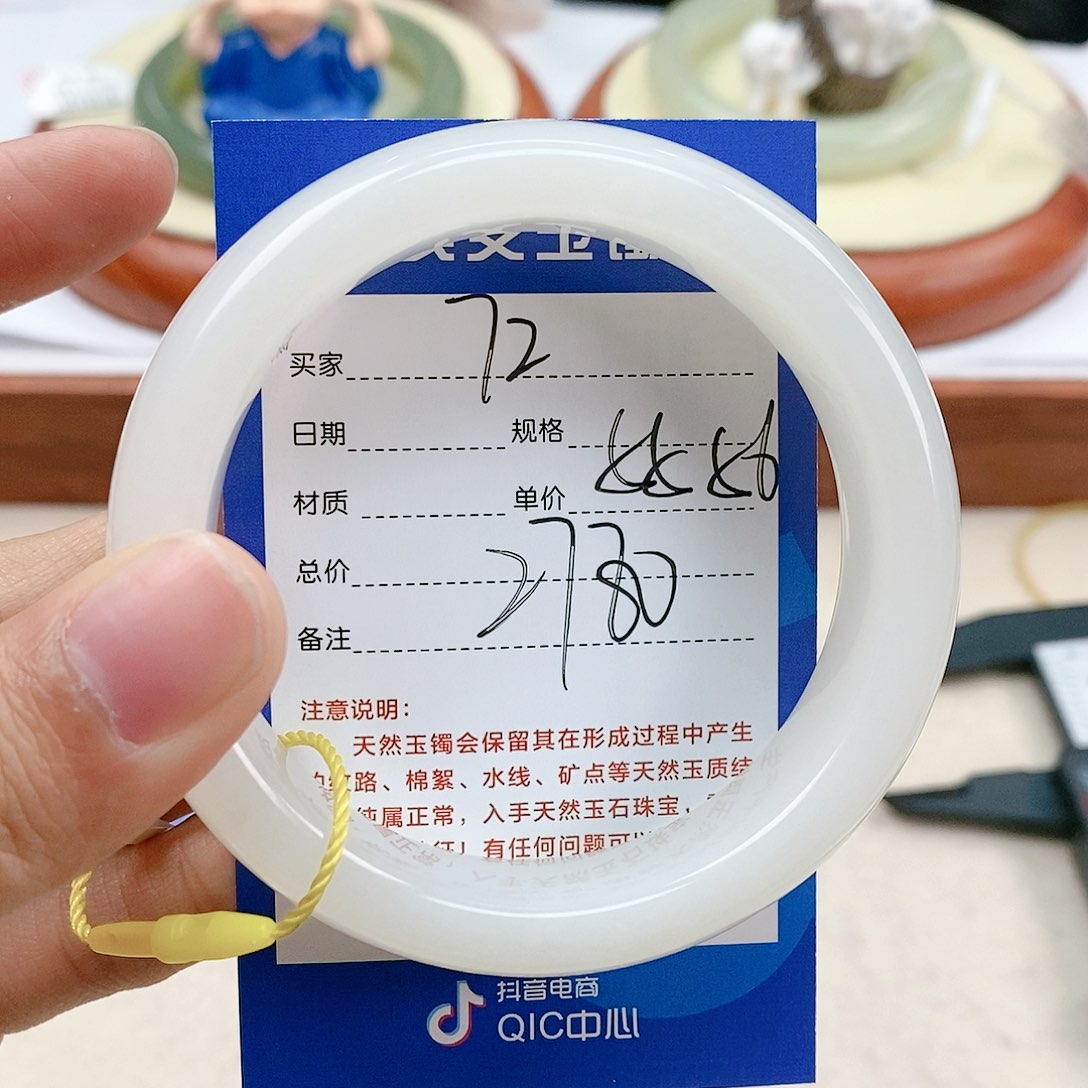 买家 72
日期 规格
材质 单价
总价 2780
备注
注意说明:
天然玉镯会保留其在形成过程中产生
纹路、棉絮、水线、矿点等天然玉质结
纯属正常，入手天然玉石珠宝，
有任何问题可以
抖音电商
QIC中心